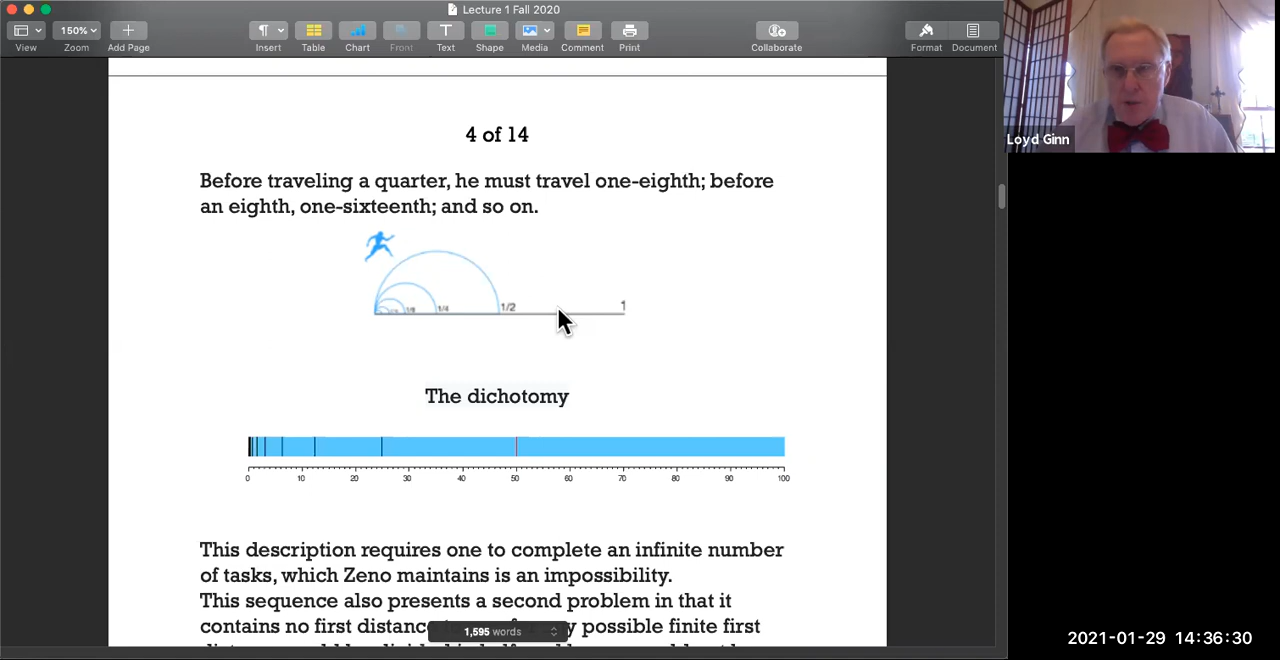 Lecture 1 Fall 2020
150%
View Zoom Add Page Insert Table Chart Front Text Shape Media Comment Print Collaborate Format Document
Loyd Ginn
4 of 14
Before traveling a quarter, he must travel one-eighth; before
an eighth, one-sixteenth; and so on.
1/8 1/4 1/2 1
The dichotomy
0 10 20 30 40 50 60 70 80 90 100
This description requires one to complete an infinite number
of tasks, which Zeno maintains is an impossibility.
This sequence also presents a second problem in that it
contains no first distance possible finite first
1,595 words
2021-01-29 14:36:30